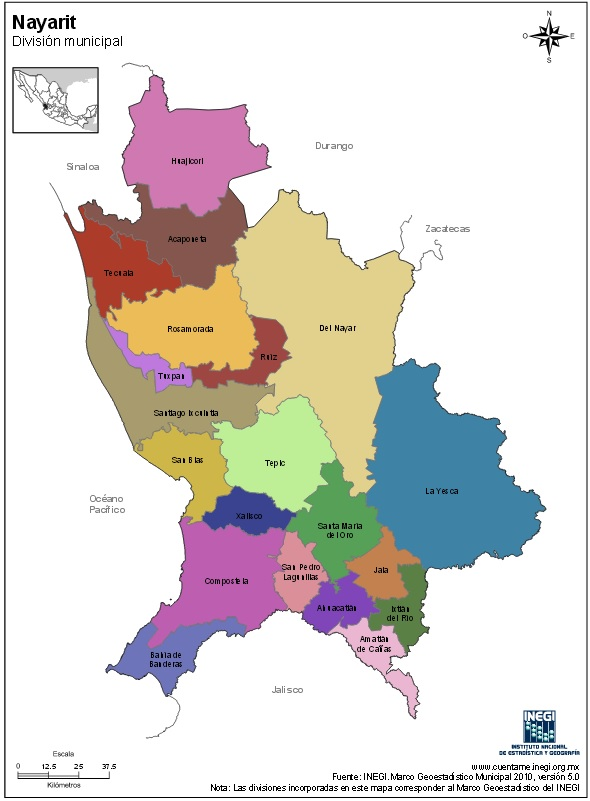 Nayarit
División municipal
N
O
E
S
Durango
Sinaloa
Huajicori
Zacatecas
Acaponeta
Tecuala
Rosamorada
Del Nayar
Ruiz
Tuxpan
Santiago Ixcuintla
San Blas
Tepic
La Yesca
Océano
Pacífico
Xalisco
Santa María
del Oro
San Pedro
Lagunillas
Jala
Compostela
Ahuacatlán
Ixtlán
del Río
Amatlán
de Cañas
Bahía de
Banderas
Jalisco
INEGI
INSTITUTO NACIONAL
DE ESTADÍSTICA Y GEOGRAFÍA
Escala
0 12.5 25 37.5
Kilómetros
www.cuentame.inegi.org.mx
Fuente: INEGI. Marco Geoestadístico Municipal 2010, versión 5.0
Nota: Las divisiones incorporadas en este mapa corresponden al Marco Geoestadístico del INEGI